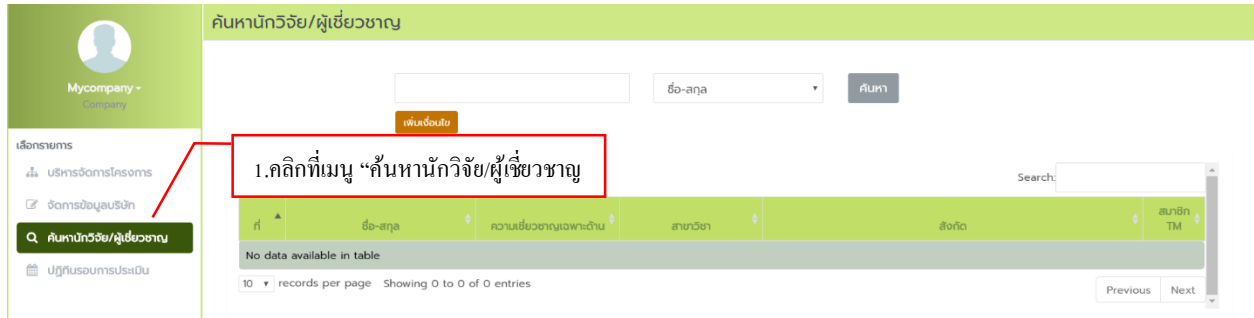 ค้นหานักวิจัย/ผู้เชี่ยวชาญ
Mycompany
Company
เลือกรายการ
บริหารจัดการโครงการ
จัดการข้อมูลบริษัท
ค้นหานักวิจัย/ผู้เชี่ยวชาญ
ปฏิทินรอบการประเมิน
ชื่อ-สกุล
ค้นหา
เพิ่มเงื่อนไข
1.คลิกที่เมนู “ค้นหานักวิจัย/ผู้เชี่ยวชาญ
Search:
ที่ ชื่อ-สกุล ความเชี่ยวชาญเฉพาะด้าน สาขาวิชา สังกัด สมาชิก TM
No data available in table
10 records per page Showing 0 to 0 of 0 entries
Previous Next